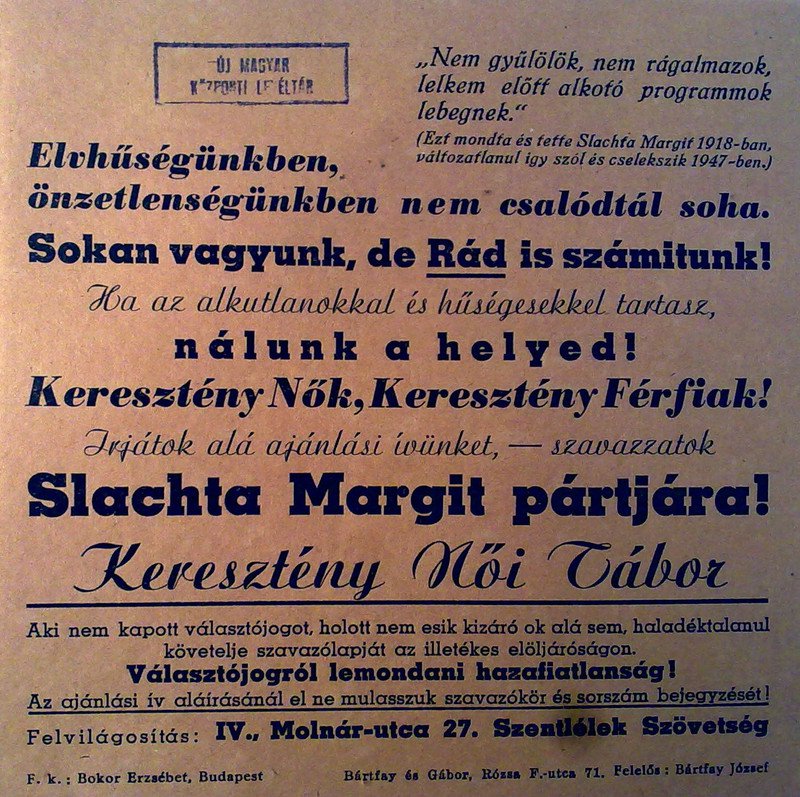 ÚJ MAGYAR
KÖZPONTI LEVÉLTÁR
„Nem gyűlölök, nem rágalmazok,
lelkem előtt alkotó programmok
lebegnek.“
(Ezt mondta és tette Slachta Margit 1918-ban,
változatlanul igy szól és cselekszik 1947-ben.)
Elvhűségünkben,
önzetlenségünkben nem csalódtál soha.
Sokan vagyunk, de Rád is számitunk!
Ha az alkutlanokkal és hűségesekkel tartasz,
nálunk a helyed!
Keresztény Nők, Keresztény Férfiak!
Irjátok alá ajánlási ívünket, — szavazzatok
Slachta Margit pártjára!
Keresztény Női Tábor
Aki nem kapott választójogot, holott nem esik kizáró ok alá sem, haladéktalanul
követelje szavazólapját az illetékes elöljáróságon.
Választójogról lemondani hazafiatlanság!
Az ajánlási ív aláírásánál el ne mulasszuk szavazókör és sorszám bejegyzését!
Felvilágosítás: IV., Molnár-utca 27. Szentlélek Szövetség
F. k.: Bokor Erzsébet, Budapest
Bártfay és Gábor, Rózsa F.-utca 71. Felelős: Bártfay József